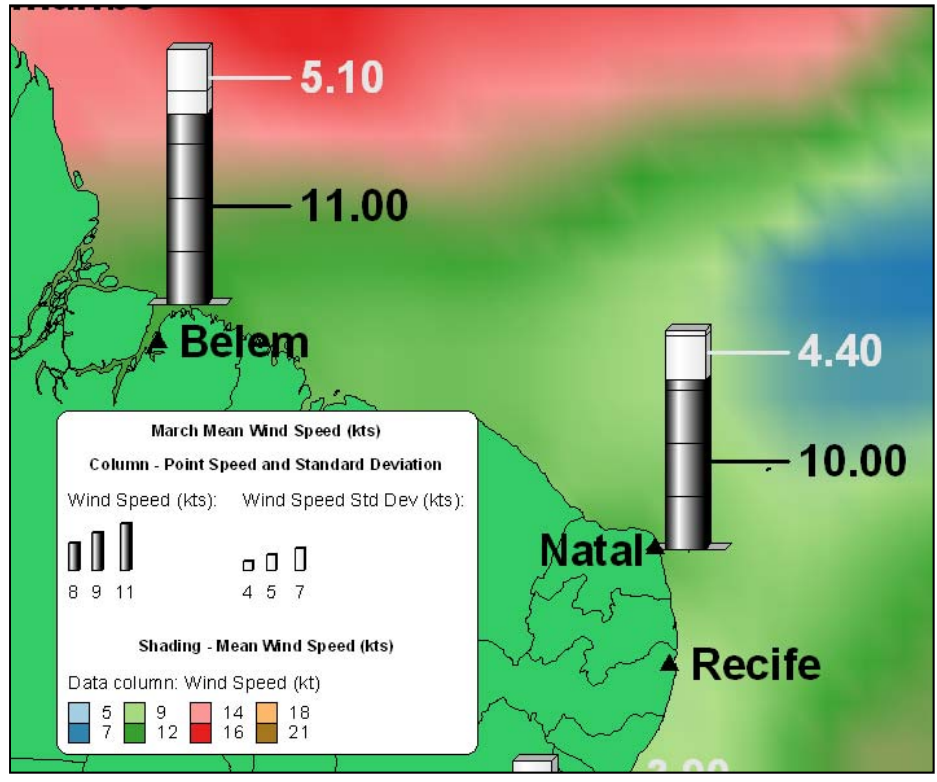 5.10
11.00
Belem
4.40
10.00
Natal
Recife
March Mean Wind Speed (kts)
Column - Point Speed and Standard Deviation
Wind Speed (kts): Wind Speed Std Dev (kts):
8 9 11 4 5 7
Shading - Mean Wind Speed (kts)
Data column: Wind Speed (kt)
5 9 14 18
7 12 16 21